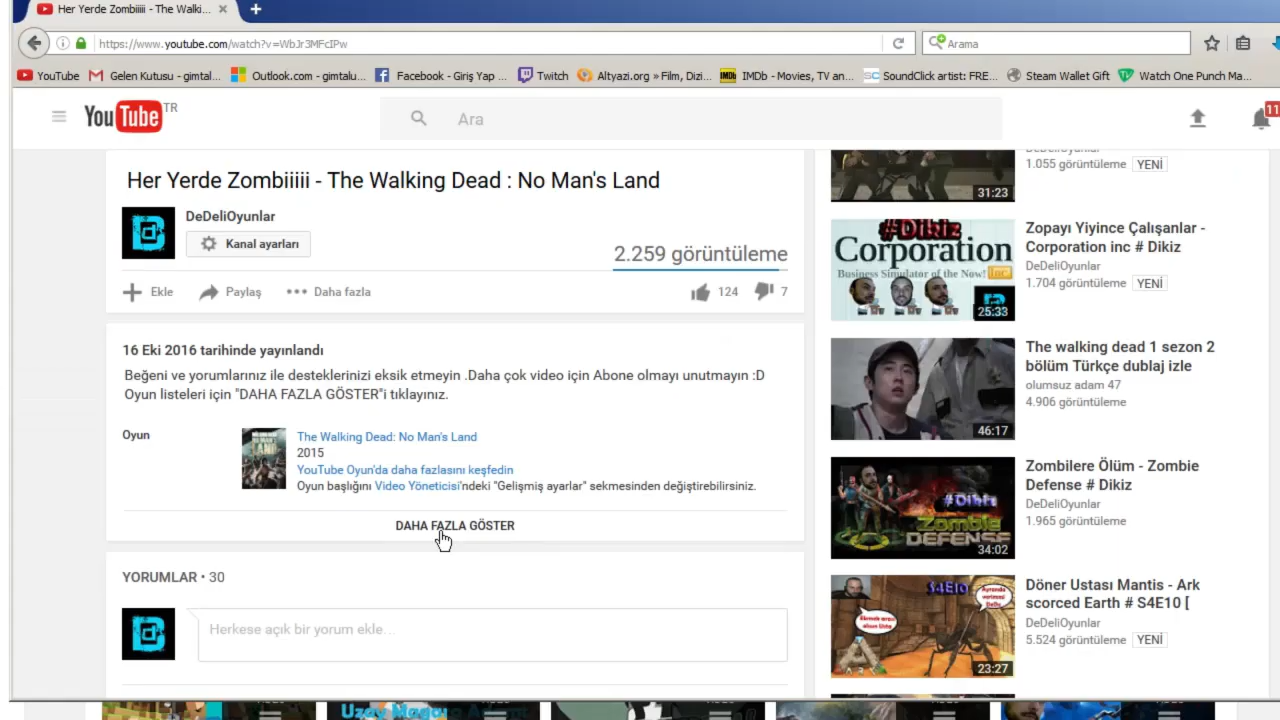 Her Yerde Zombiiii - The Walki...
https://www.youtube.com/watch?v=WbJr3MFcIPw
Arama
YouTube
Gelen Kutusu - gimtal...
Outlook.com - gimtalu...
Facebook - Giriş Yap ...
Twitch
Altyazi.org » Film, Dizi...
IMDb
IMDb - Movies, TV an...
SC
SoundClick artist: FRE...
Steam Wallet Gift
Watch One Punch Ma...
YouTube TR
Ara
11
Her Yerde Zombiiiii - The Walking Dead : No Man's Land
DeDeliOyunlar
Kanal ayarları
2.259 görüntüleme
Ekle
Paylaş
Daha fazla
124
7
16 Eki 2016 tarihinde yayınlandı
Beğeni ve yorumlarınız ile desteklerinizi eksik etmeyin .Daha çok video için Abone olmayı unutmayın :D
Oyun listeleri için "DAHA FAZLA GÖSTER"i tıklayınız.
Oyun
The Walking Dead: No Man's Land
2015
YouTube Oyun'da daha fazlasını keşfedin
Oyun başlığını Video Yöneticisi'ndeki "Gelişmiş ayarlar" sekmesinden değiştirebilirsiniz.
DAHA FAZLA GÖSTER
YORUMLAR • 30
Herkese açık bir yorum ekle...
31:23
DeDeliOyunlar
1.055 görüntüleme YENİ
#Dikiz
Corporation
Business Simulator of the Now! Inc.
25:33
Zopayı Yiyince Çalışanlar -
Corporation inc # Dikiz
DeDeliOyunlar
1.704 görüntüleme YENİ
46:17
The walking dead 1 sezon 2
bölüm Türkçe dublaj izle
olumsuz adam 47
4.906 görüntüleme
#Dikiz
Zombie
DEFENSE
34:02
Zombilere Ölüm - Zombie
Defense # Dikiz
DeDeliOyunlar
1.965 görüntüleme
S4E10
ARK
23:27
Döner Ustası Mantis - Ark
scorced Earth # S4E10 [
DeDeliOyunlar
5.524 görüntüleme YENİ